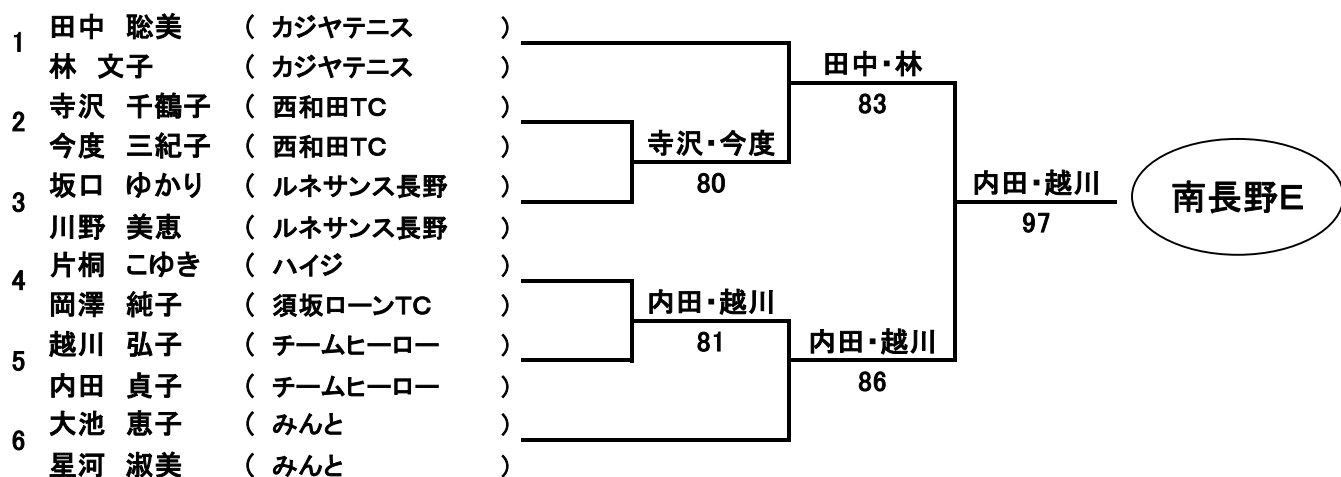 1 田中 聡美 ( カジヤテニス )
林 文子 ( カジヤテニス )
田中・林
83
2 寺沢 千鶴子 ( 西和田TC )
今度 三紀子 ( 西和田TC )
寺沢・今度
80
3 坂口 ゆかり ( ルネサンス長野 )
川野 美恵 ( ルネサンス長野 )
内田・越川
97
南長野E
4 片桐 こゆき ( ハイジ )
岡澤 純子 ( 須坂ローンTC )
内田・越川
81
5 越川 弘子 ( チームヒーロー )
内田 貞子 ( チームヒーロー )
内田・越川
86
6 大池 恵子 ( みんと )
星河 淑美 ( みんと )